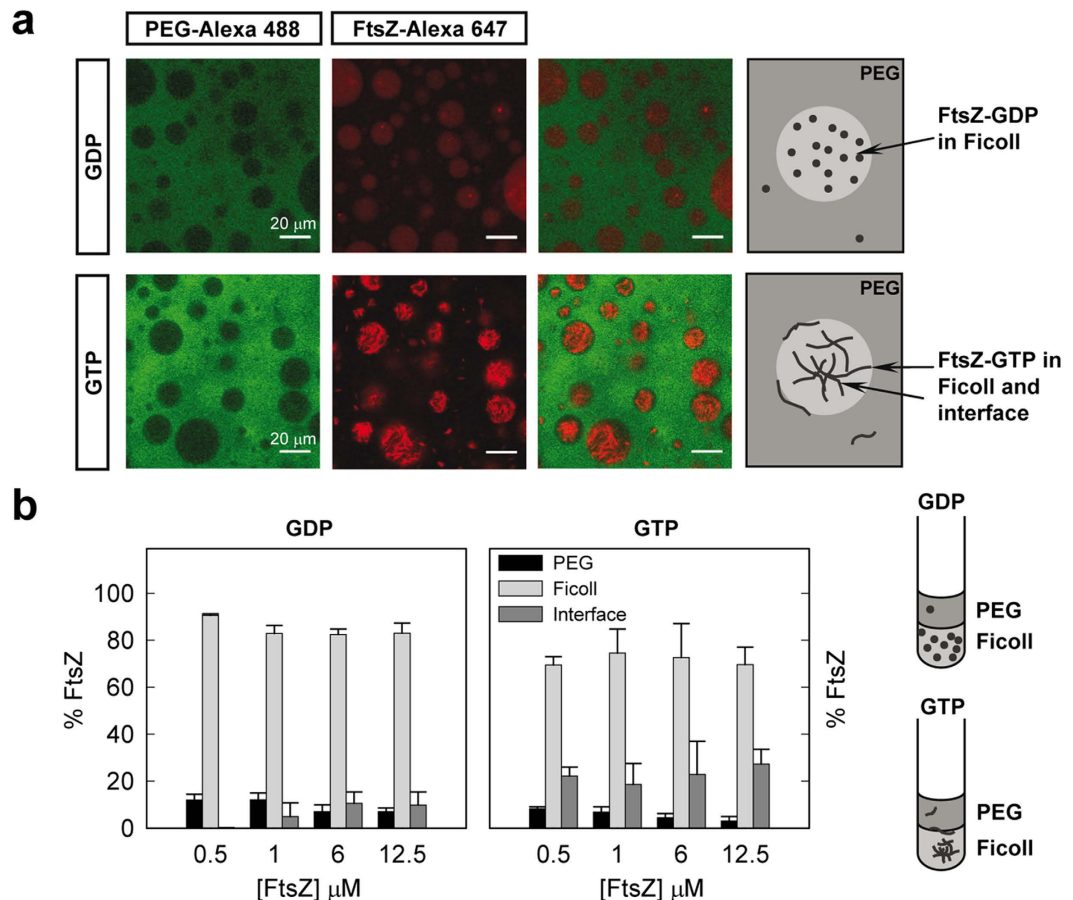 a
PEG-Alexa 488
FtsZ-Alexa 647
GDP
20 μm
PEG
FtsZ-GDP
in Ficoll
GTP
20 μm
PEG
FtsZ-GTP in
Ficoll and
interface
b
GDP
GTP
% FtsZ
100
80
60
40
20
0
0.5 1 6 12.5
[FtsZ] μM
PEG
Ficoll
Interface
0.5 1 6 12.5
[FtsZ] μM
% FtsZ
GDP
PEG
Ficoll
GTP
PEG
Ficoll